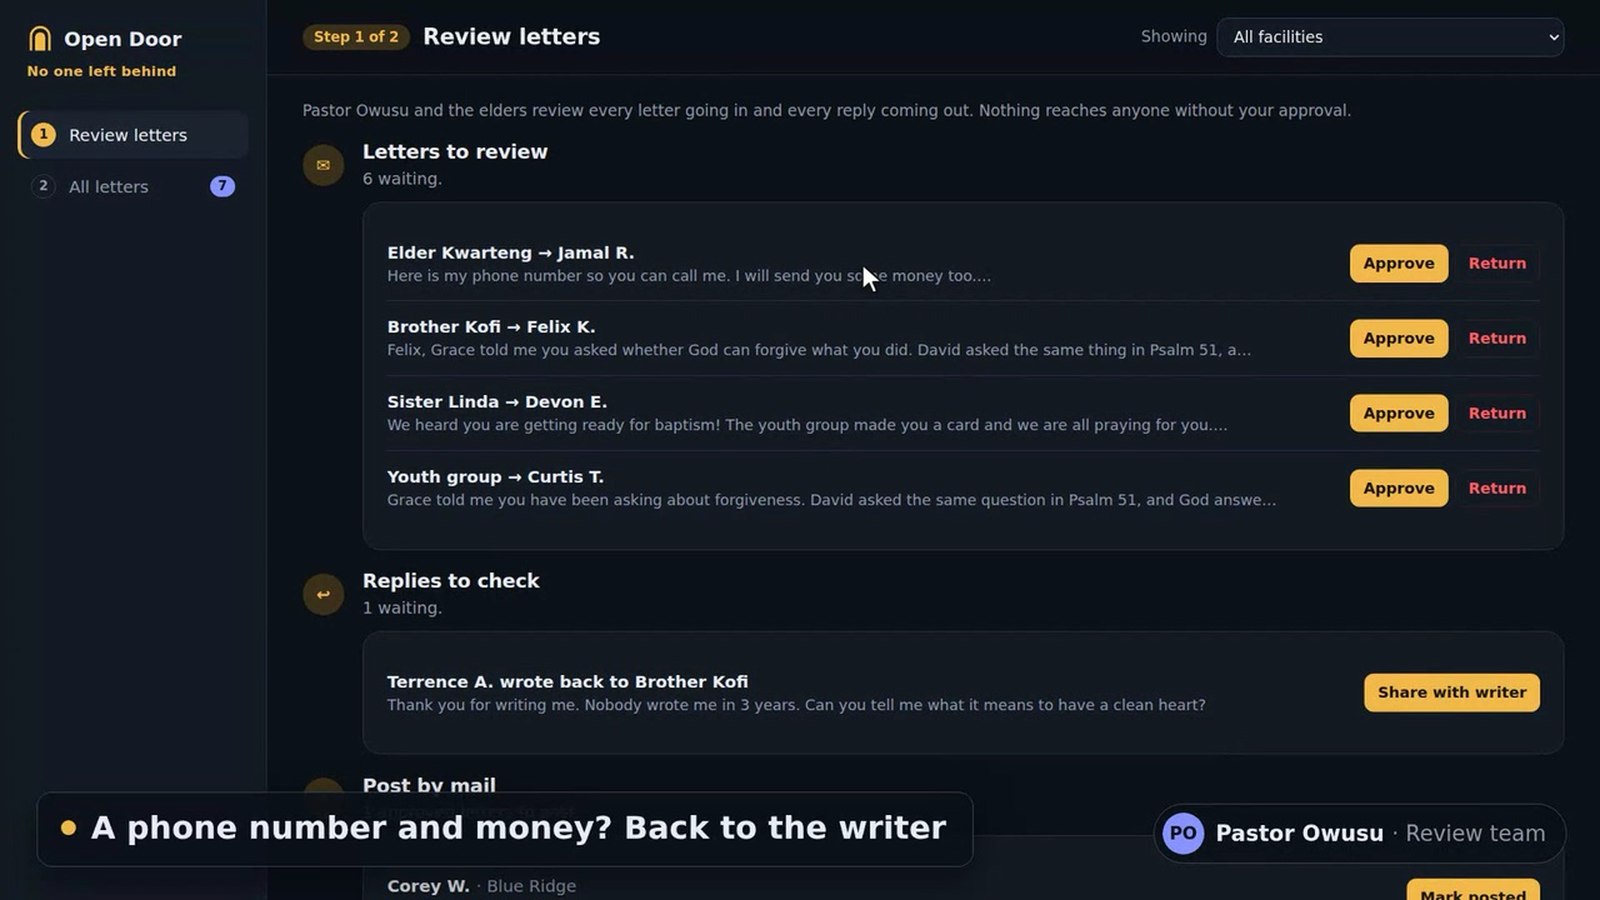 Open Door
No one left behind
1 Review letters
2 All letters 7
Step 1 of 2 Review letters
Showing All facilities
Pastor Owusu and the elders review every letter going in and every reply coming out. Nothing reaches anyone without your approval.
Letters to review
6 waiting.
Elder Kwarteng → Jamal R.
Here is my phone number so you can call me. I will send you some money too....
Approve Return
Brother Kofi → Felix K.
Felix, Grace told me you asked whether God can forgive what you did. David asked the same thing in Psalm 51, a...
Approve Return
Sister Linda → Devon E.
We heard you are getting ready for baptism! The youth group made you a card and we are all praying for you....
Approve Return
Youth group → Curtis T.
Grace told me you have been asking about forgiveness. David asked the same question in Psalm 51, and God answe...
Approve Return
Replies to check
1 waiting.
Terrence A. wrote back to Brother Kofi
Thank you for writing me. Nobody wrote me in 3 years. Can you tell me what it means to have a clean heart?
Share with writer
Post by mail
A phone number and money? Back to the writer
PO Pastor Owusu · Review team
Corey W. · Blue Ridge
Mark posted